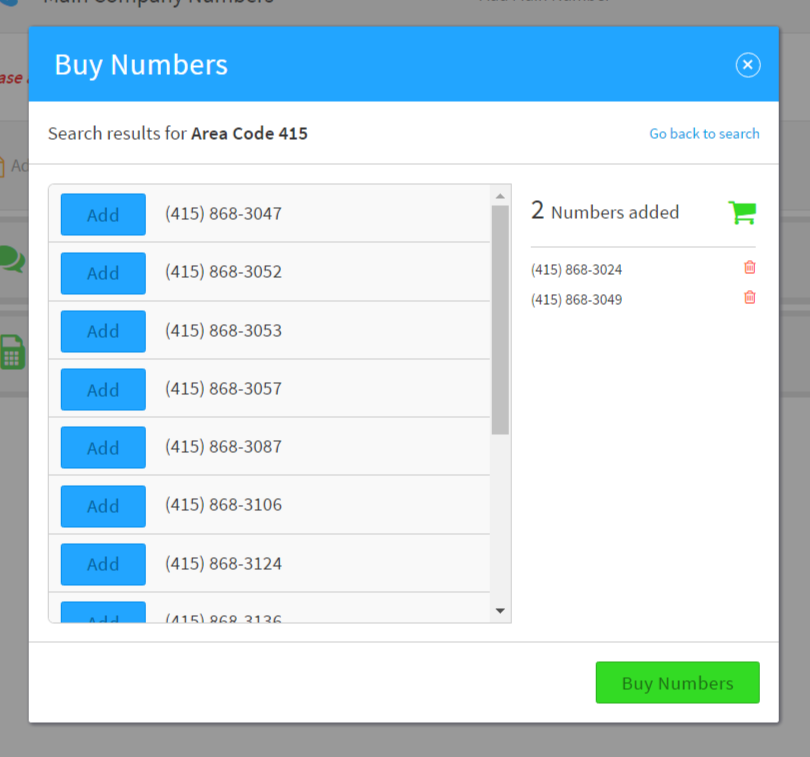 Main Company Numbers
ase
Ad
Buy Numbers
Search results for Area Code 415
Go back to search
Add (415) 868-3047
Add (415) 868-3052
Add (415) 868-3053
Add (415) 868-3057
Add (415) 868-3087
Add (415) 868-3106
Add (415) 868-3124
Add (415) 868-3136
2 Numbers added
(415) 868-3024
(415) 868-3049
Buy Numbers